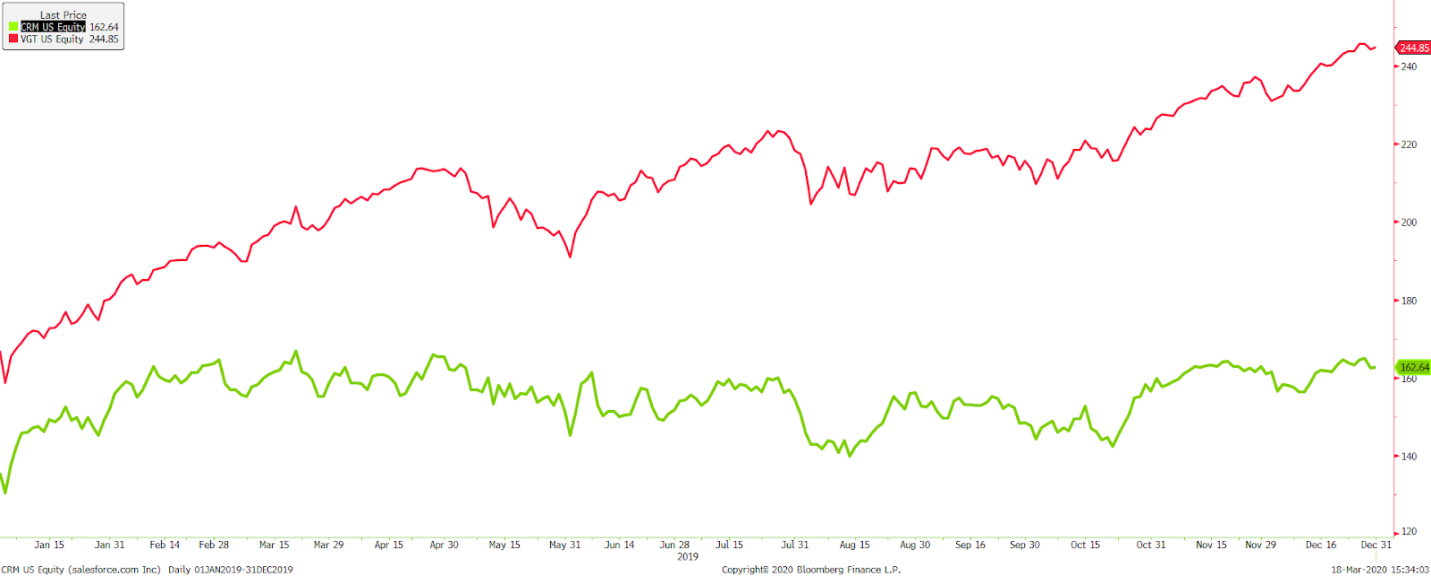 Last Price
CRM US Equity 162.64
VGT US Equity 244.85
244.85
240
220
200
180
162.64
160
140
120
Jan 15 Jan 31 Feb 14 Feb 28 Mar 15 Mar 29 Apr 15 Apr 30 May 15 May 31 Jun 14 Jun 28 Jul 15 Jul 31 Aug 15 Aug 30 Sep 16 Sep 30 Oct 15 Oct 31 Nov 15 Nov 29 Dec 16 Dec 31
2019
CRM US Equity (salesforce.com Inc) Daily 01JAN2019-31DEC2019 Copyright© 2020 Bloomberg Finance L.P. 18-Mar-2020 15:34:03